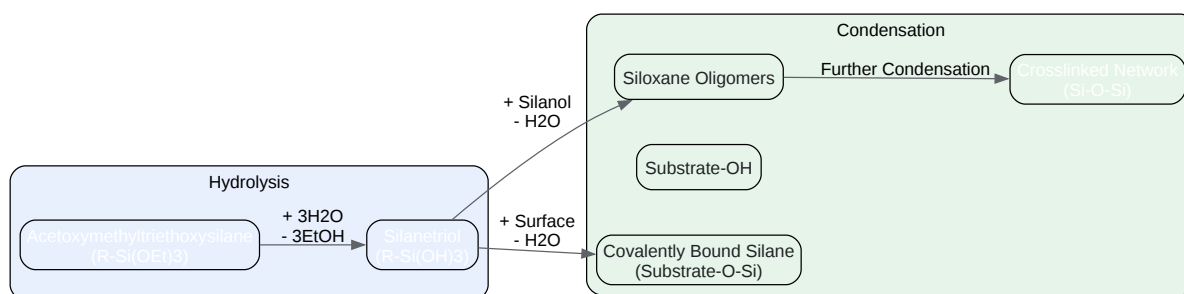 Hydrolysis
Acetoxymethyltriethoxysilane
(R-Si(OEt)3)
+ 3H2O
- 3EtOH
Silanetriol
(R-Si(OH)3)
+ Silanol
- H2O
+ Surface
- H2O
Condensation
Siloxane Oligomers
Further Condensation
Crosslinked Network
(Si-O-Si)
Substrate-OH
Covalently Bound Silane
(Substrate-O-Si)